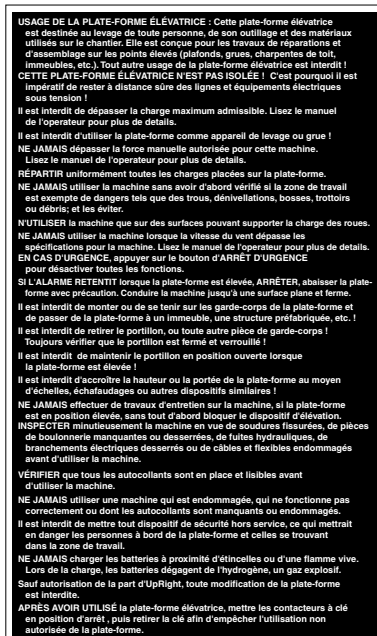 USAGE DE LA PLATE-FORME ÉLÉVATRICE : Cette plate-forme élévatrice
est destinée au levage de toute personne, de son outillage et des matériaux
utilisés sur le chantier. Elle est conçue pour les travaux de réparations et
d'assemblage sur les points élevés (plafonds, grues, charpentes de toit,
immeubles, etc.). Tout autre usage de la plate-forme élévatrice est interdit !
CETTE PLATE-FORME ÉLÉVATRICE N'EST PAS ISOLÉE ! C'est pourquoi il est
impératif de rester à distance sûre des lignes et équipements électriques
sous tension !
Il est interdit de dépasser la charge maximum admissible. Lisez le manuel
de l'operateur pour plus de details.
Il est interdit d'utiliser la plate-forme comme appareil de levage ou grue !
NE JAMAIS dépasser la force manuelle autorisée pour cette machine.
Lisez le manuel de l'operateur pour plus de details.
RÉPARTIR uniformément toutes les charges placées sur la plate-forme.
NE JAMAIS utiliser la machine sans avoir d'abord vérifié si la zone de travail
est exempte de dangers tels que des trous, dénivellations, bosses, trottoirs
ou débris; et les éviter.
N'UTILISER la machine que sur des surfaces pouvant supporter la charge des roues.
NE JAMAIS utiliser la machine lorsque la vitesse du vent dépasse les
spécifications pour la machine. Lisez le manuel de l'operateur pour plus de details.
EN CAS D'URGENCE, appuyer sur le bouton d'ARRÊT D'URGENCE
pour désactiver toutes les fonctions.
SI L'ALARME RETENTIT lorsque la plate-forme est élevée, ARRÊTER, abaisser la plate-
forme avec précaution. Conduire la machine jusqu'à une surface plane et ferme.
Il est interdit de monter ou de se tenir sur les garde-corps de la plate-forme et
de passer de la plate-forme à un immeuble, une structure préfabriquée, etc. !
Il est interdit de retirer le portillon, ou toute autre pièce de garde-corps !
Toujours vérifier que le portillon est fermé et verrouillé !
Il est interdit de maintenir le portillon en position ouverte lorsque
la plate-forme est élevée !
Il est interdit d'accroître la hauteur ou la portée de la plate-forme au moyen
d'échelles, échafaudages ou autres dispositifs similaires !
NE JAMAIS effectuer de travaux d'entretien sur la machine, si la plate-forme
est en position élevée, sans tout d'abord bloquer le dispositif d'élévation.
INSPECTER minutieusement la machine en vue de soudures fissurées, de pièces
de boulonnerie manquantes ou desserrées, de fuites hydrauliques, de
branchements électriques desserrés ou de câbles et flexibles endommagés
avant d'utiliser la machine.
VÉRIFIER que tous les autocollants sont en place et lisibles avant
d'utiliser la machine.
NE JAMAIS utiliser une machine qui est endommagée, qui ne fonctionne pas
correctement ou dont les autocollants sont manquants ou endommagés.
Il est interdit de mettre tout dispositif de sécurité hors service, ce qui mettrait
en danger les personnes à bord de la plate-forme et celles se trouvant
dans la zone de travail.
NE JAMAIS charger les batteries à proximité d'étincelles ou d'une flamme vive.
Lors de la charge, les batteries dégagent de l'hydrogène, un gaz explosif.
Sauf autorisation de la part d'UpRight, toute modification de la plate-forme
est interdite.
APRÈS AVOIR UTILISÉ la plate-forme élévatrice, mettre les contacteurs à clé
en position d'arrêt , puis retirer la clé afin d'empêcher l'utilisation non
autorisée de la plate-forme.